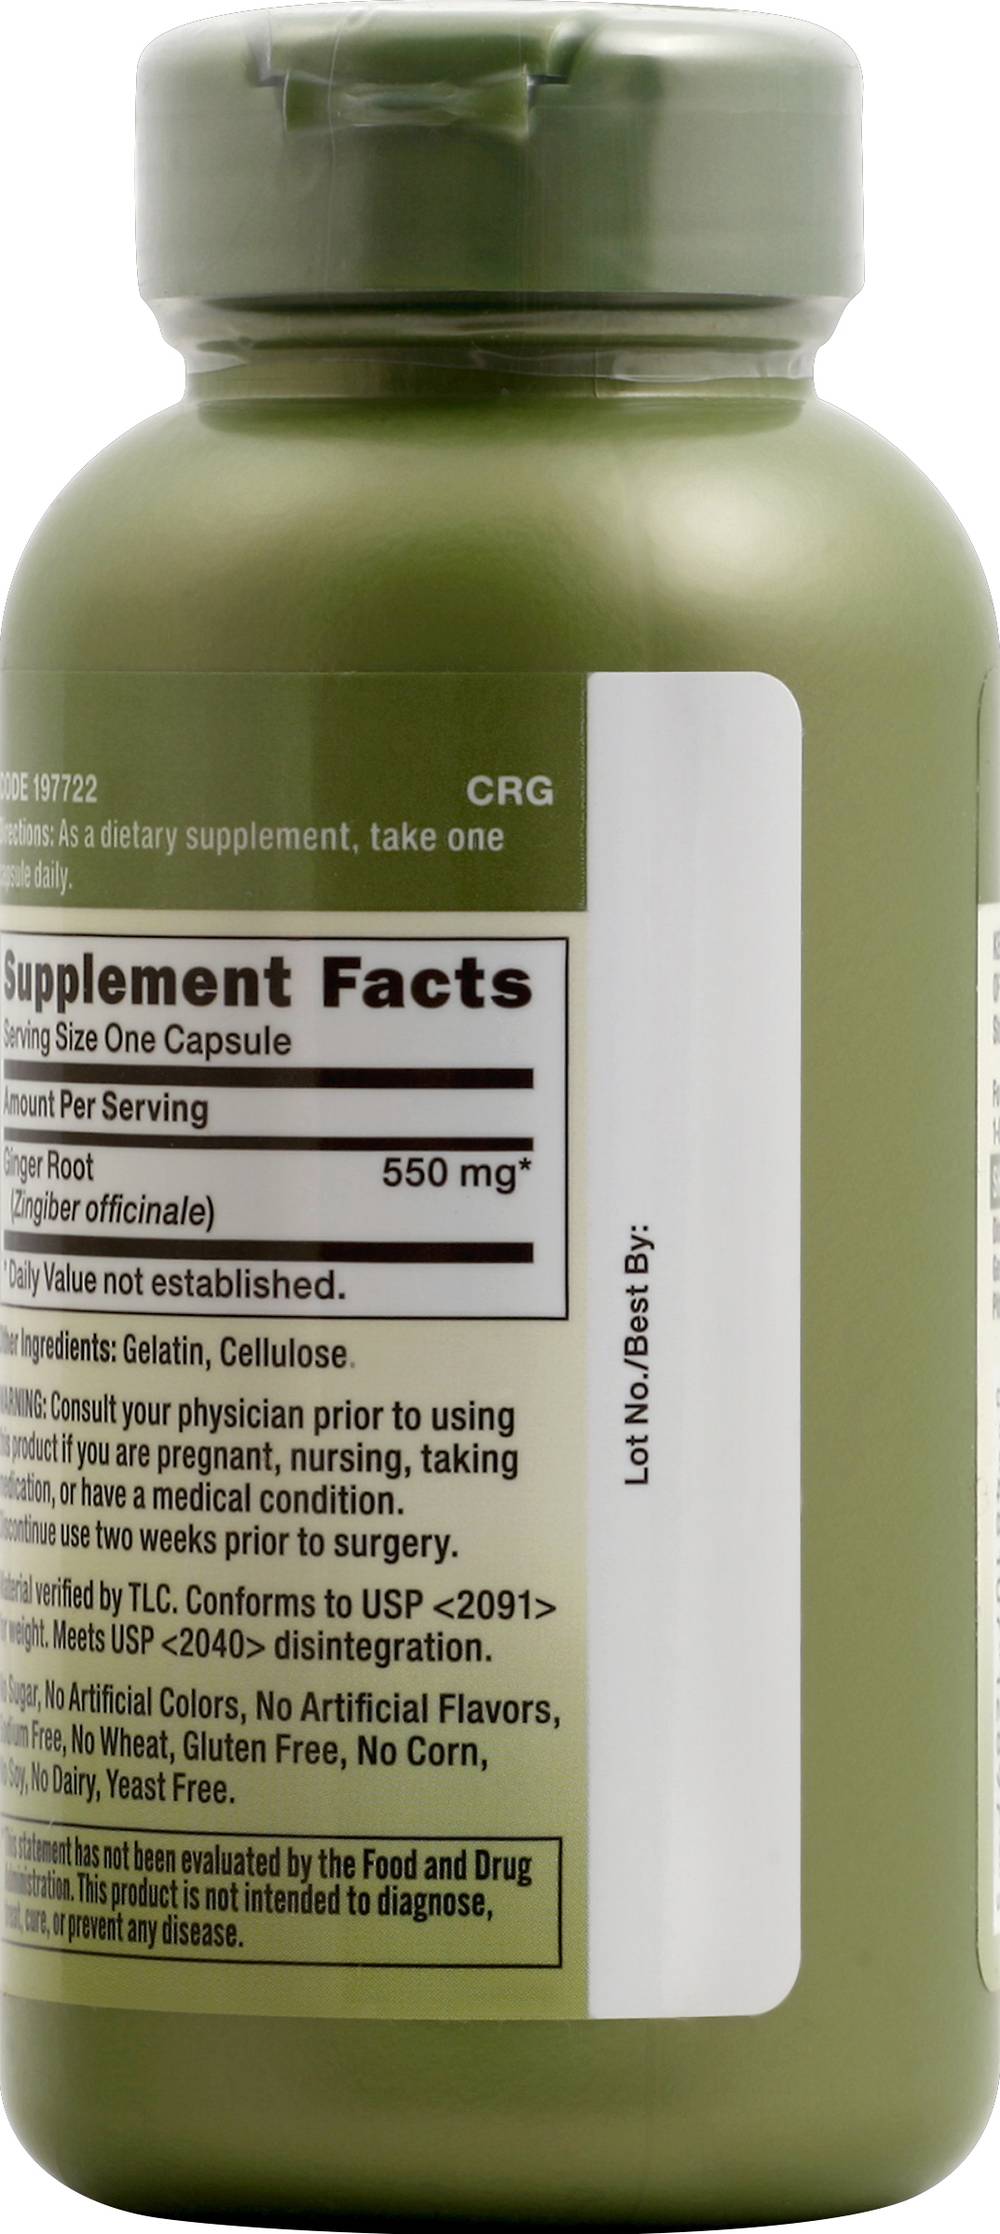 CODE 197722 CRG
Directions: As a dietary supplement, take one
capsule daily.
Supplement Facts
Serving Size One Capsule
Amount Per Serving
Ginger Root 550 mg*
(Zingiber officinale)
*Daily Value not established.
Other Ingredients: Gelatin, Cellulose.
WARNING: Consult your physician prior to using
this product if you are pregnant, nursing, taking
medication, or have a medical condition.
Discontinue use two weeks prior to surgery.
Material verified by TLC. Conforms to USP <2091>
for weight. Meets USP <2040> disintegration.
No Sugar, No Artificial Colors, No Artificial Flavors,
Sodium Free, No Wheat, Gluten Free, No Corn,
No Soy, No Dairy, Yeast Free.
*This statement has not been evaluated by the Food and Drug
Administration. This product is not intended to diagnose,
treat, cure, or prevent any disease.
Lot No./Best By: